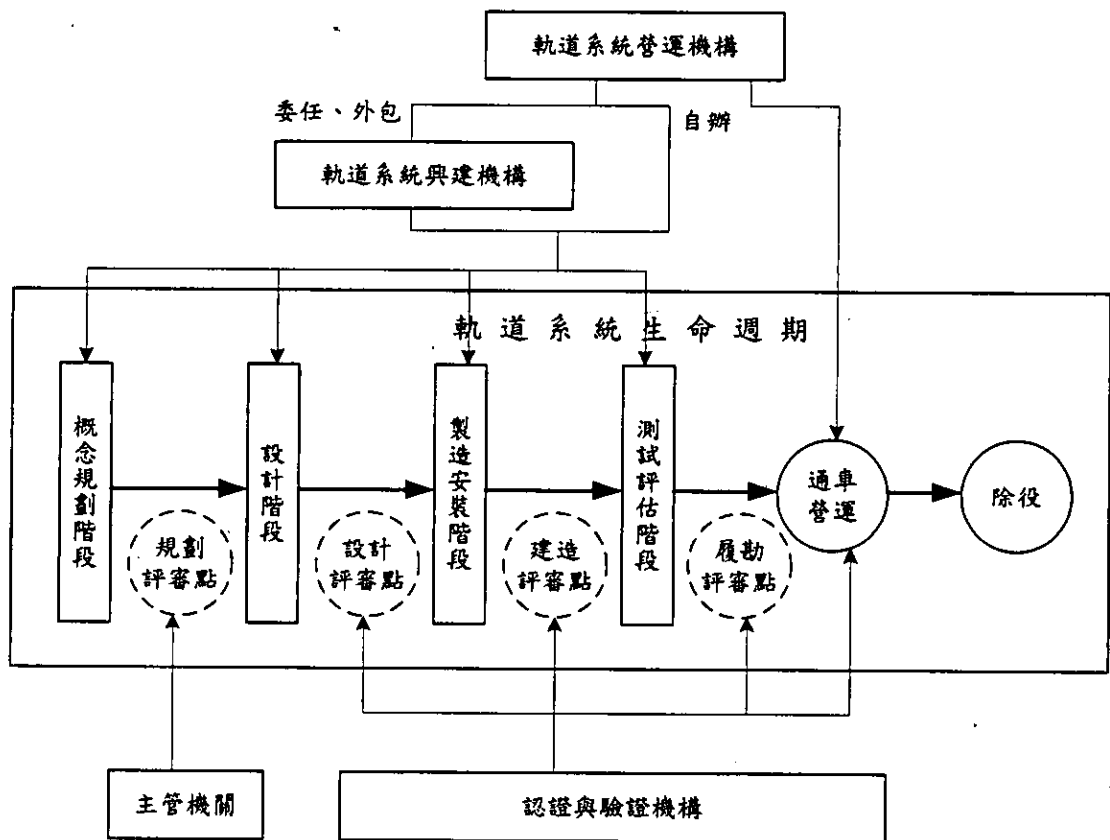 軌道系統營運機構
委任、外包
自辦
軌道系統興建機構
軌道系統生命週期
概念規劃階段
設計階段
製造安裝階段
測試評估階段
通車
營運
除役
規劃
評審點
設計
評審點
建造
評審點
履勘
評審點
主管機關
認證與驗證機構